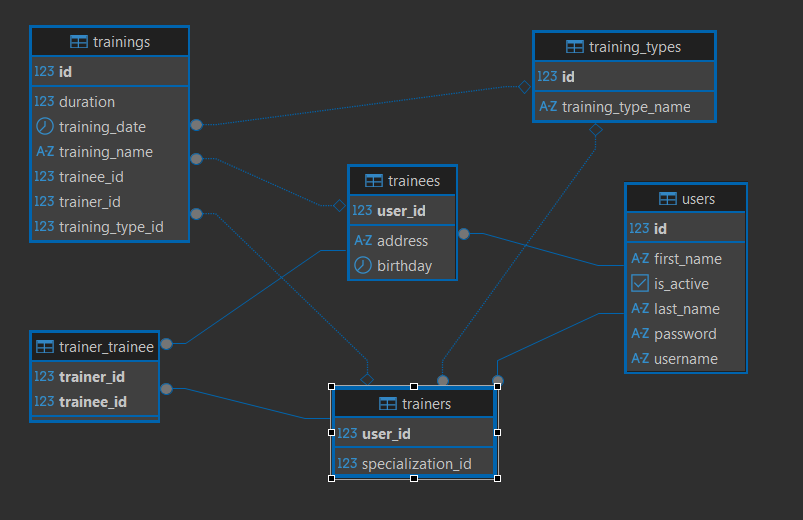 trainings
123 id
123 duration
training_date
A-Z training_name
123 trainee_id
123 trainer_id
123 training_type_id
training_types
123 id
A-Z training_type_name
trainees
123 user_id
A-Z address
birthday
users
123 id
A-Z first_name
is_active
A-Z last_name
A-Z password
A-Z username
trainer_trainee
123 trainer_id
123 trainee_id
trainers
123 user_id
123 specialization_id